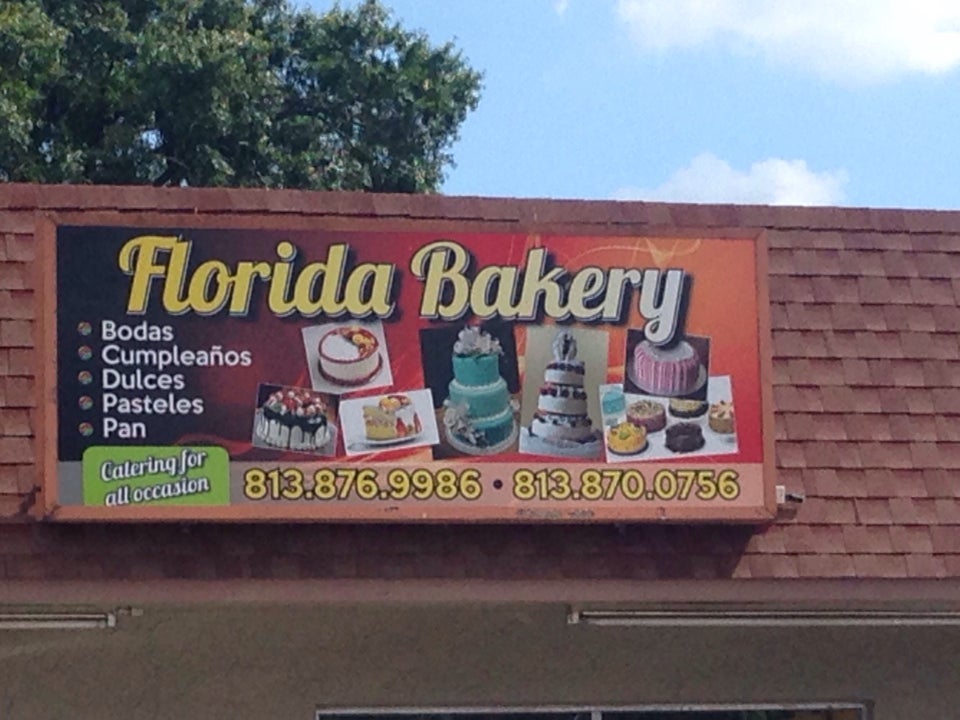 Florida Bakery
Bodas
Cumpleaños
Dulces
Pasteles
Pan
Catering for
all occasion
813.876.9986 • 813.870.0756